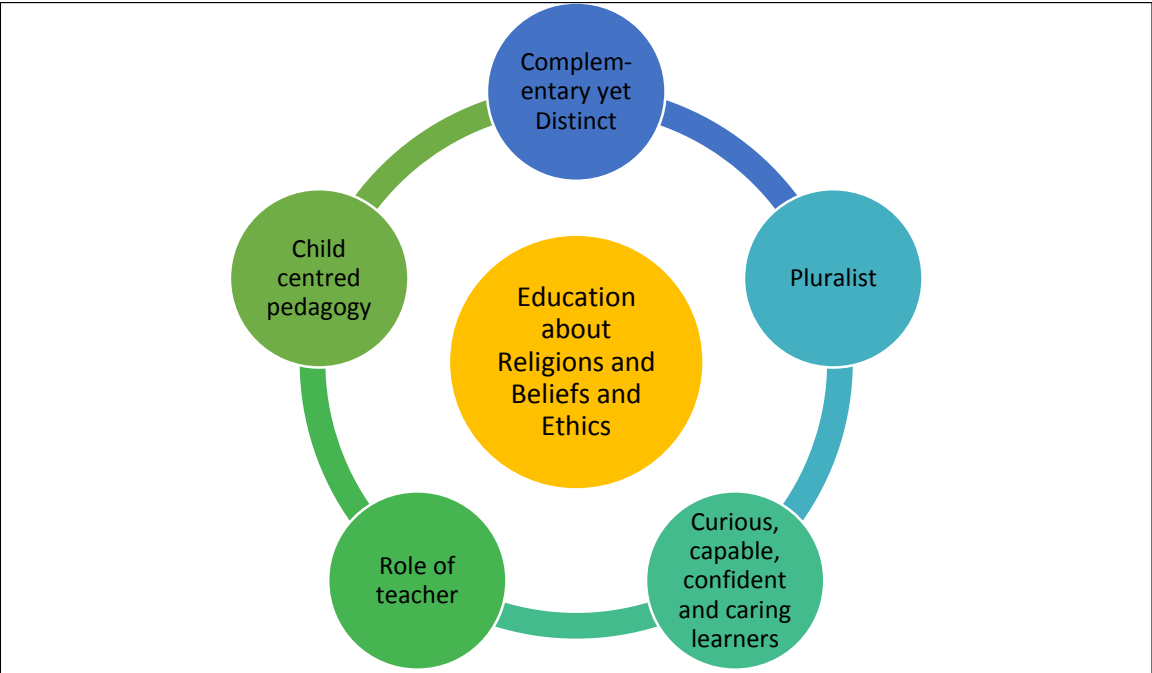 Complem-
entary yet
Distinct
Pluralist
Curious,
capable,
confident
and caring
learners
Role of
teacher
Child
centred
pedagogy
Education
about
Religions and
Beliefs and
Ethics